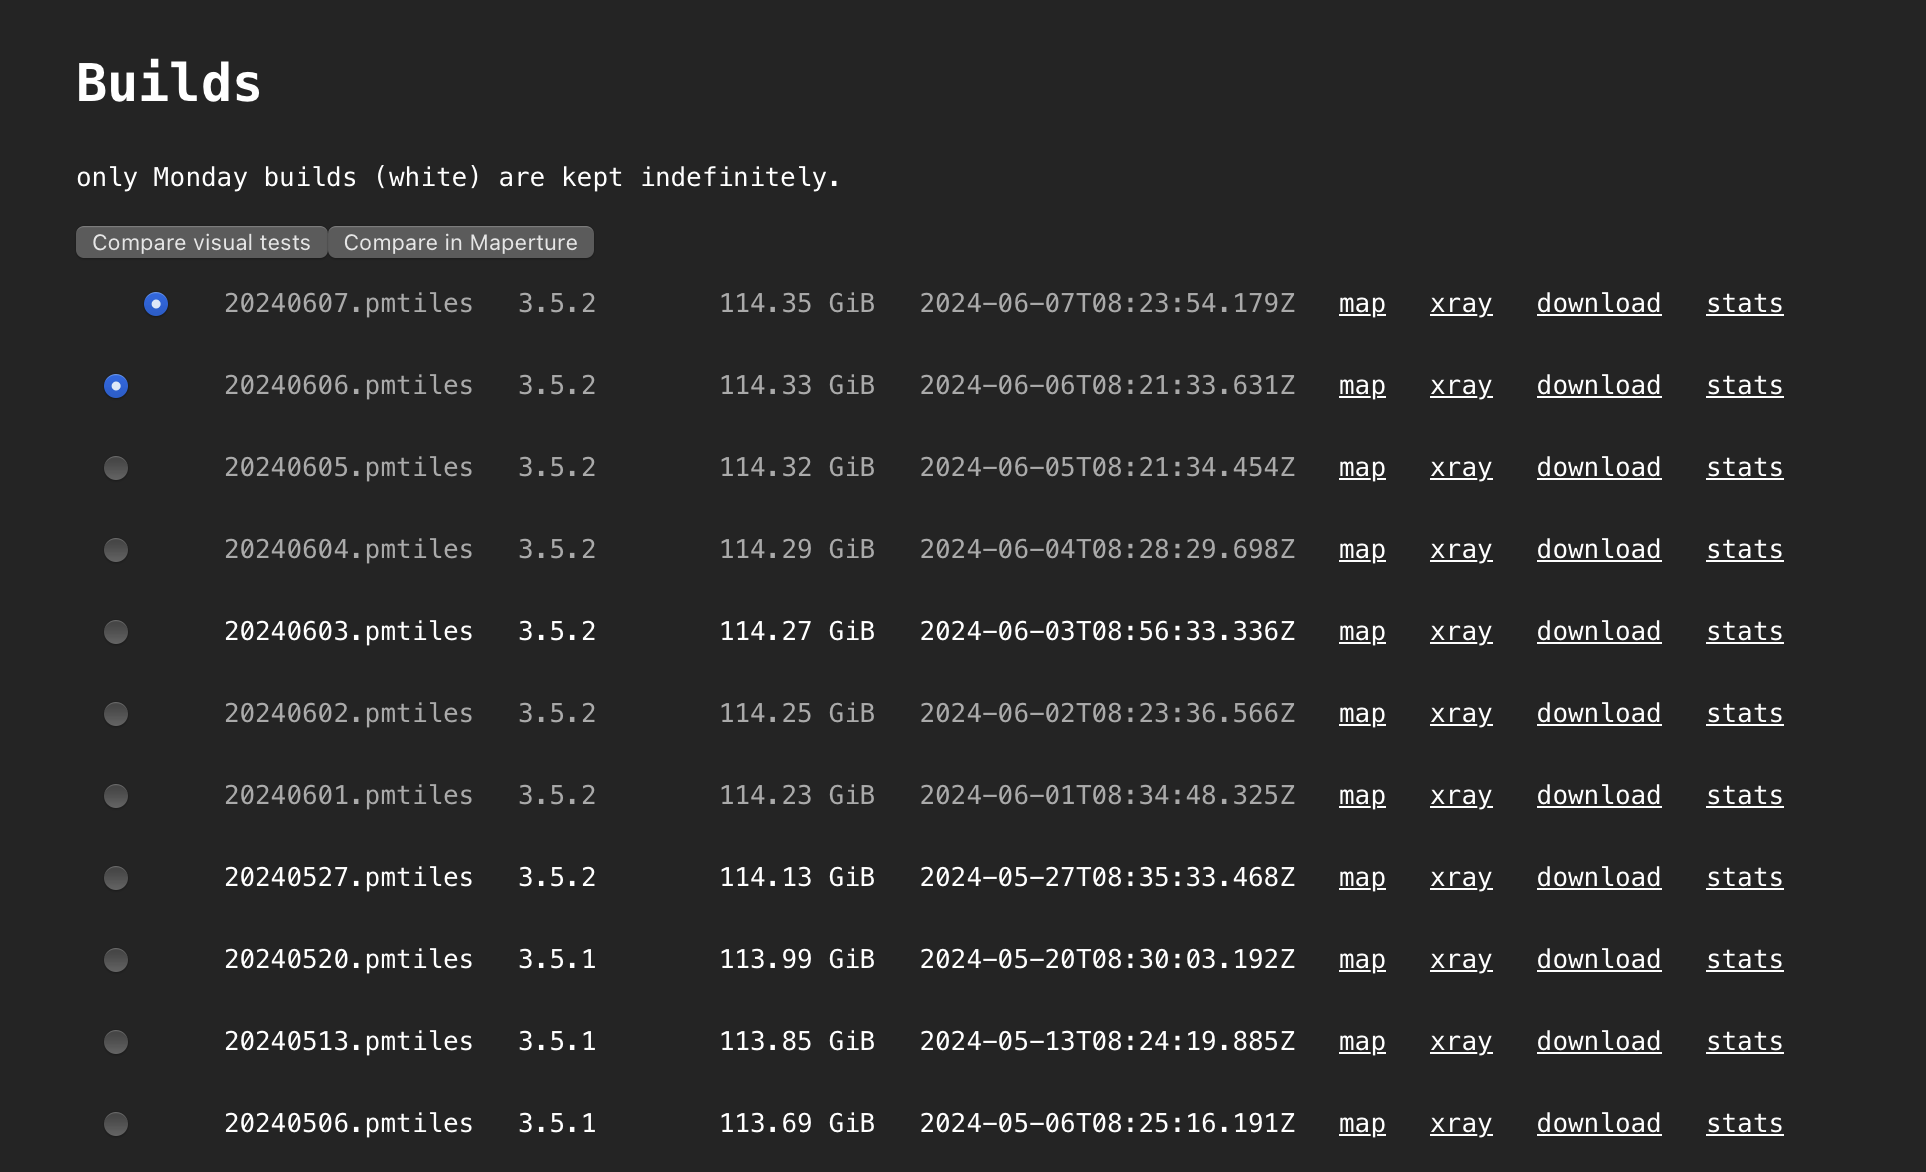 Builds
only Monday builds (white) are kept indefinitely.
Compare visual tests Compare in Maperture
20240607.pmtiles 3.5.2 114.35 GiB 2024-06-07T08:23:54.179Z map xray download stats
20240606.pmtiles 3.5.2 114.33 GiB 2024-06-06T08:21:33.631Z map xray download stats
20240605.pmtiles 3.5.2 114.32 GiB 2024-06-05T08:21:34.454Z map xray download stats
20240604.pmtiles 3.5.2 114.29 GiB 2024-06-04T08:28:29.698Z map xray download stats
20240603.pmtiles 3.5.2 114.27 GiB 2024-06-03T08:56:33.336Z map xray download stats
20240602.pmtiles 3.5.2 114.25 GiB 2024-06-02T08:23:36.566Z map xray download stats
20240601.pmtiles 3.5.2 114.23 GiB 2024-06-01T08:34:48.325Z map xray download stats
20240527.pmtiles 3.5.2 114.13 GiB 2024-05-27T08:35:33.468Z map xray download stats
20240520.pmtiles 3.5.1 113.99 GiB 2024-05-20T08:30:03.192Z map xray download stats
20240513.pmtiles 3.5.1 113.85 GiB 2024-05-13T08:24:19.885Z map xray download stats
20240506.pmtiles 3.5.1 113.69 GiB 2024-05-06T08:25:16.191Z map xray download stats